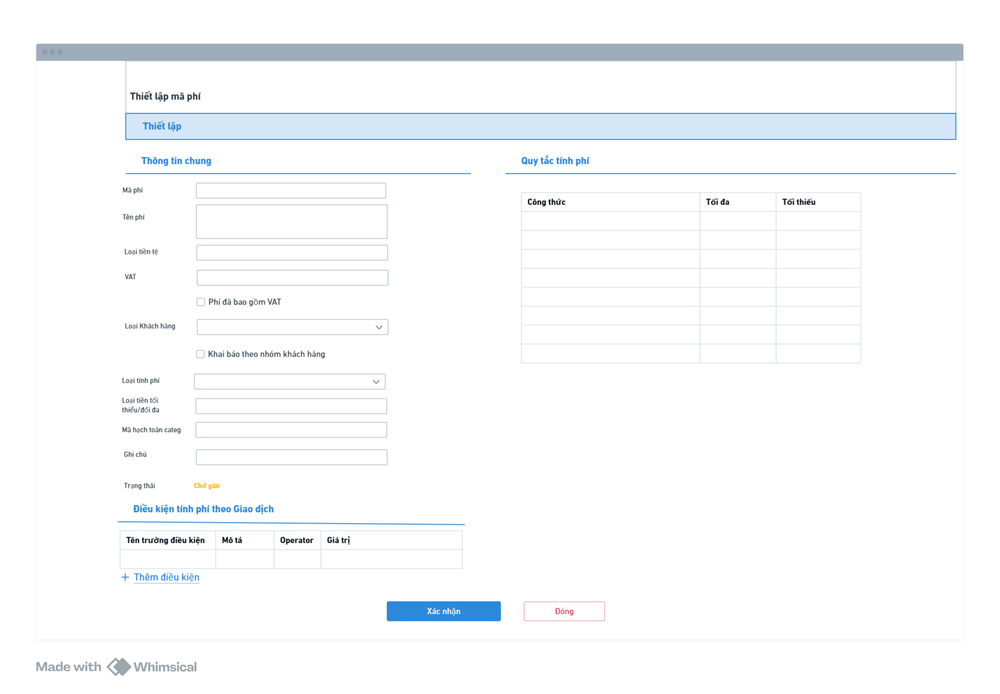 Thiết lập mã phí
Thiết lập
Thông tin chung
Mã phí
Tên phí
Loại tiền tệ
VAT
Phí đã bao gồm VAT
Loại Khách hàng
Khai báo theo nhóm khách hàng
Loại tính phí
Loại tiền tối
thiểu/đối đa
Mã hạch toán categ
Ghi chú
Trạng thái Chờ gán
Điều kiện tính phí theo Giao dịch
Tên trường điều kiện Mô tả Operator Giá trị
+ Thêm điều kiện
Quy tắc tính phí
Công thức Tối đa Tối thiếu
Xác nhận Đóng
Made with Whimsical